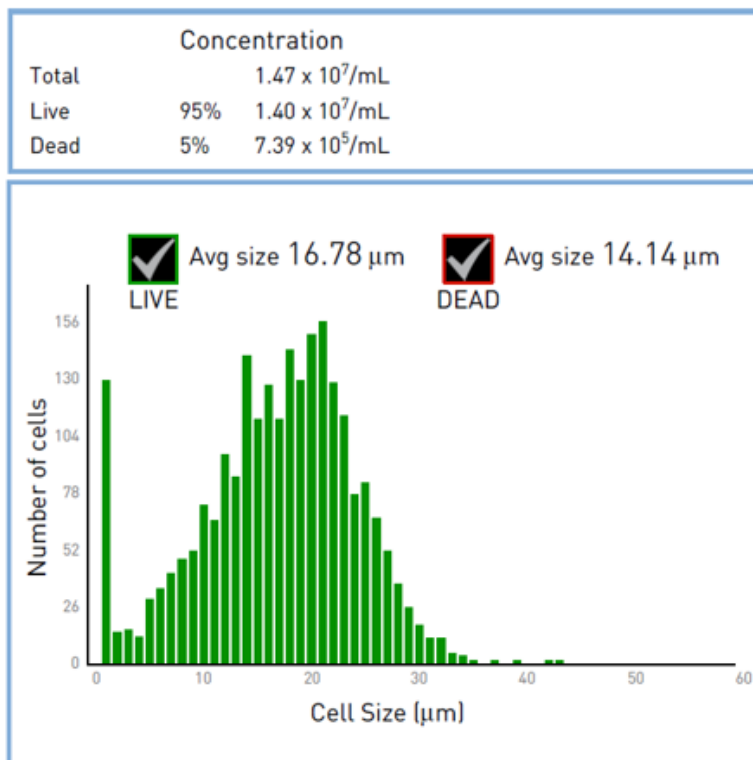 Concentration
Total 1.47 x 10⁷/mL
Live 95% 1.40 x 10⁷/mL
Dead 5% 7.39 x 10⁵/mL
Avg size 16.78 µm Avg size 14.14 µm
LIVE DEAD
156
130
104
78
52
26
0
Number of cells
0 10 20 30 40 50 60
Cell Size (µm)